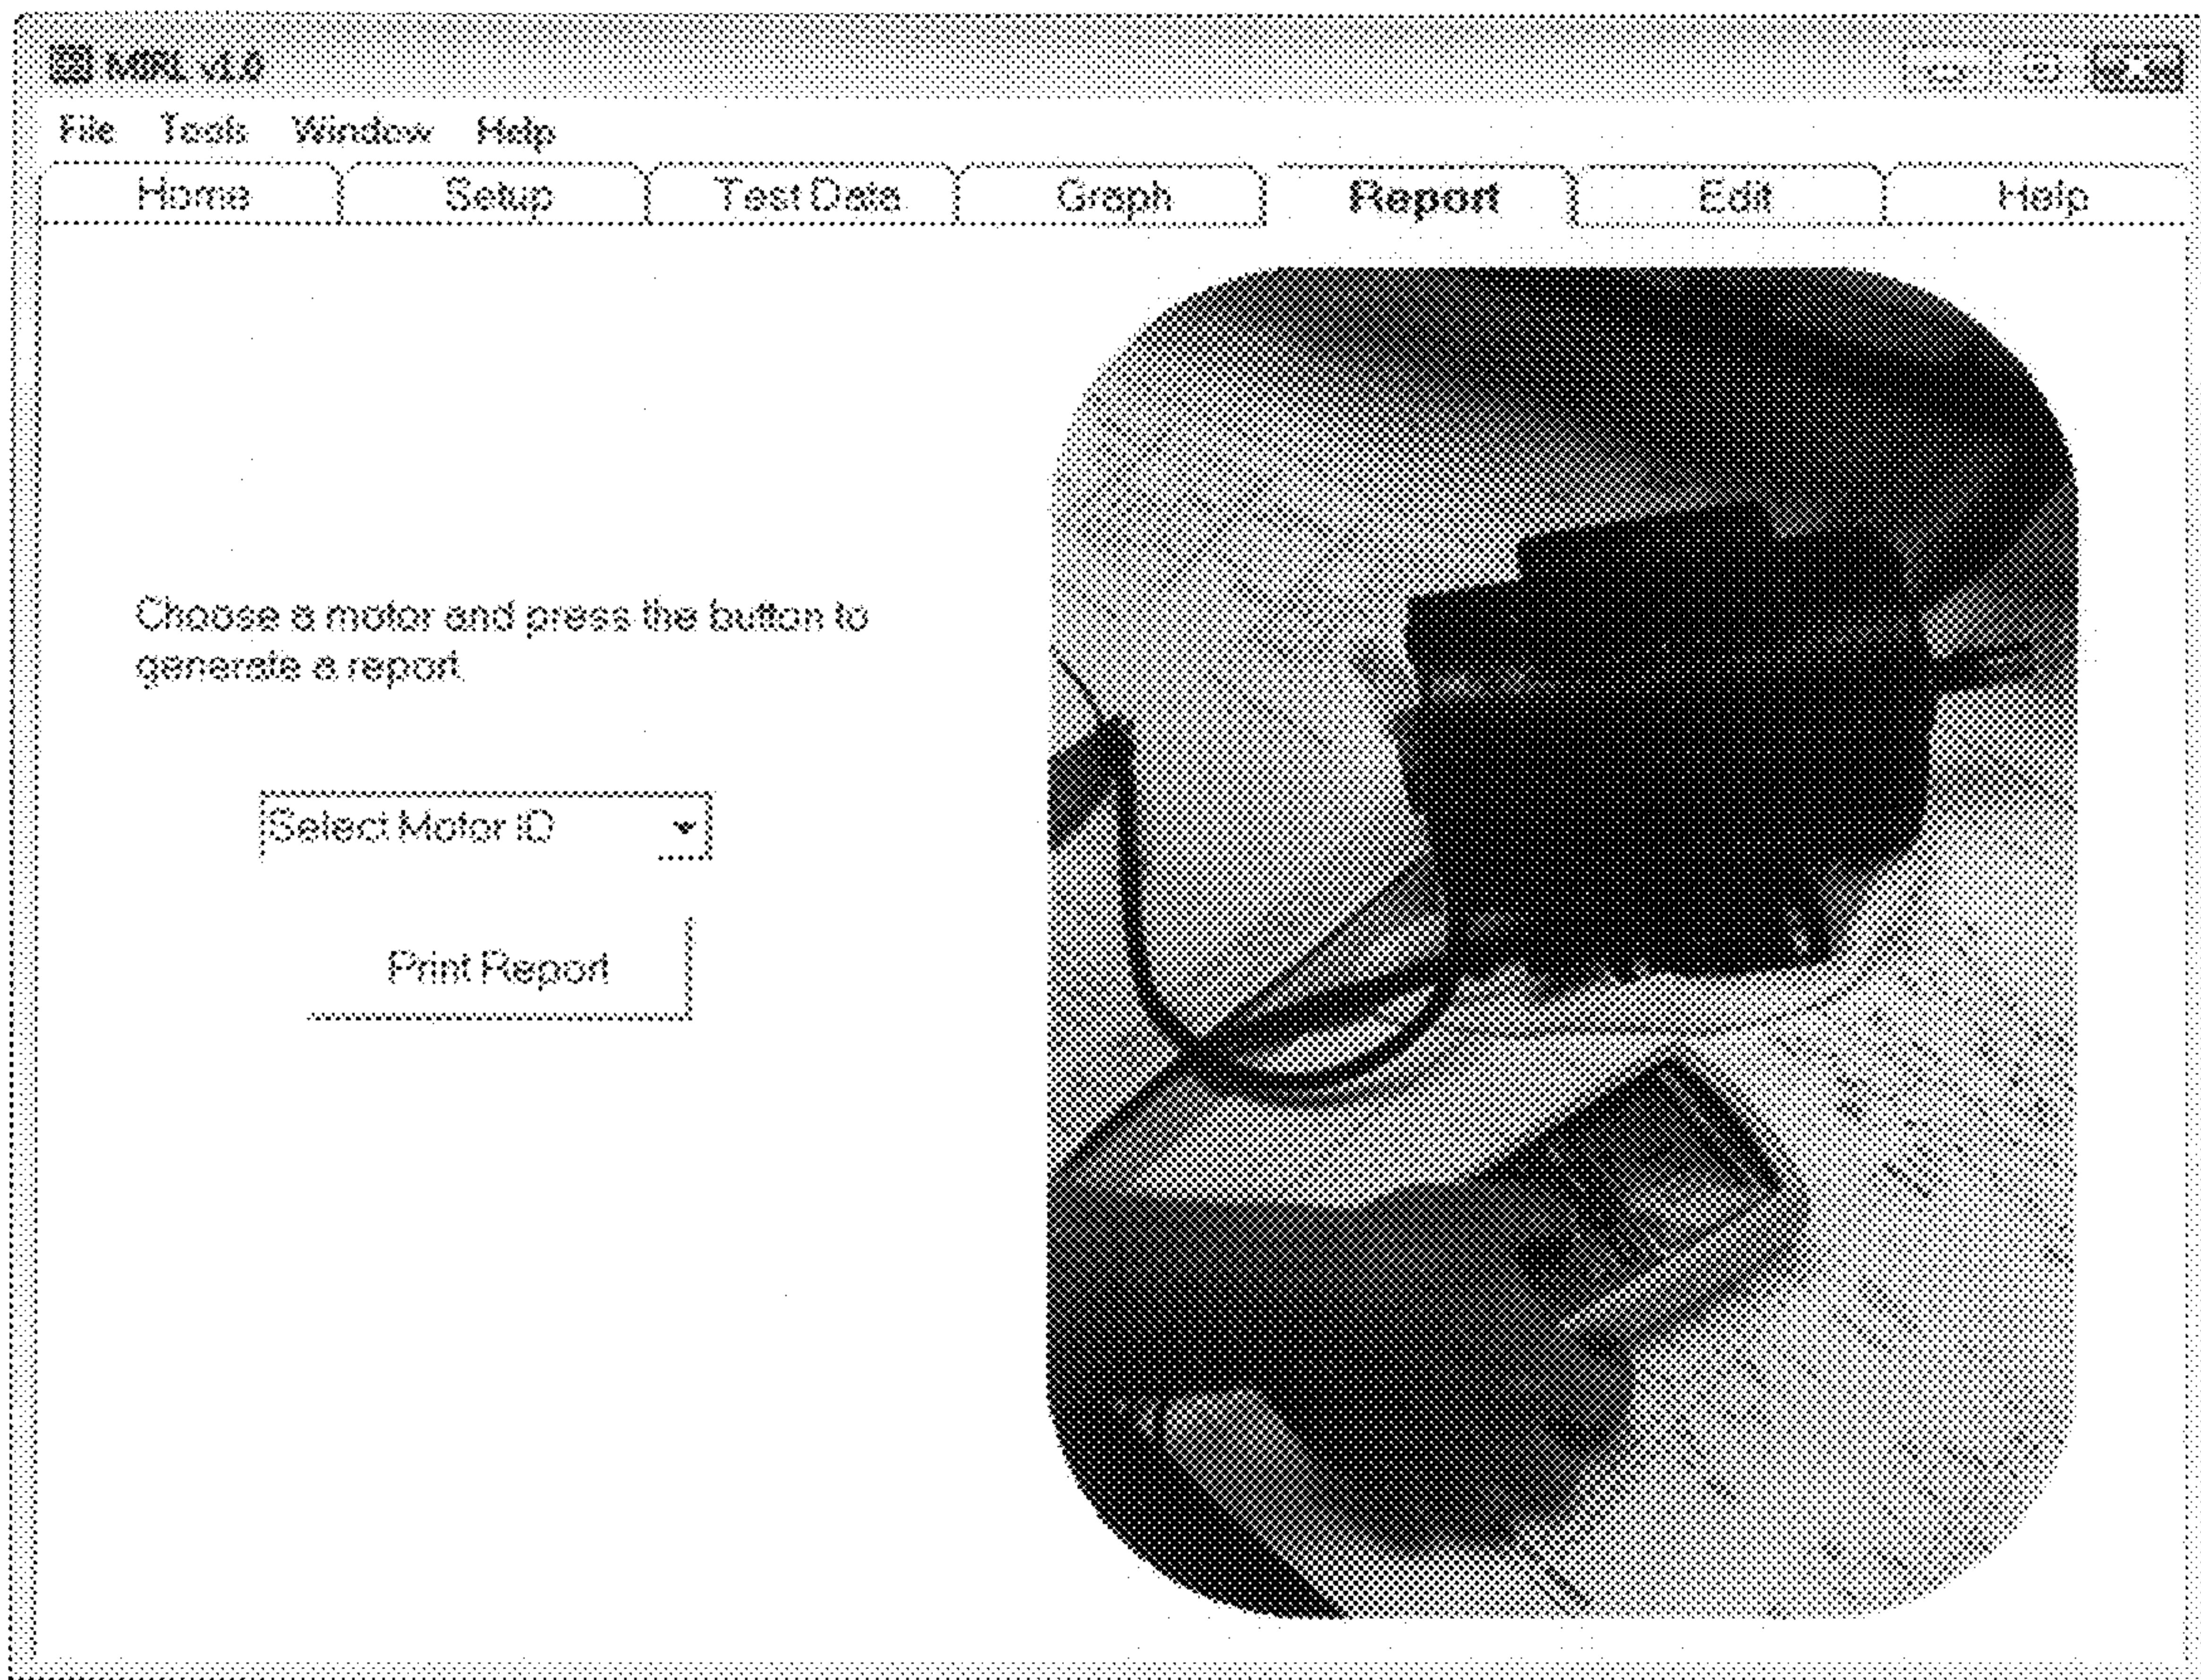 MIRL v1.0
File Tools Window Help
Home Setup Test Data Graph Report Edit Help
Choose a motor and press the button to
generate a report
Select Motor ID
Print Report